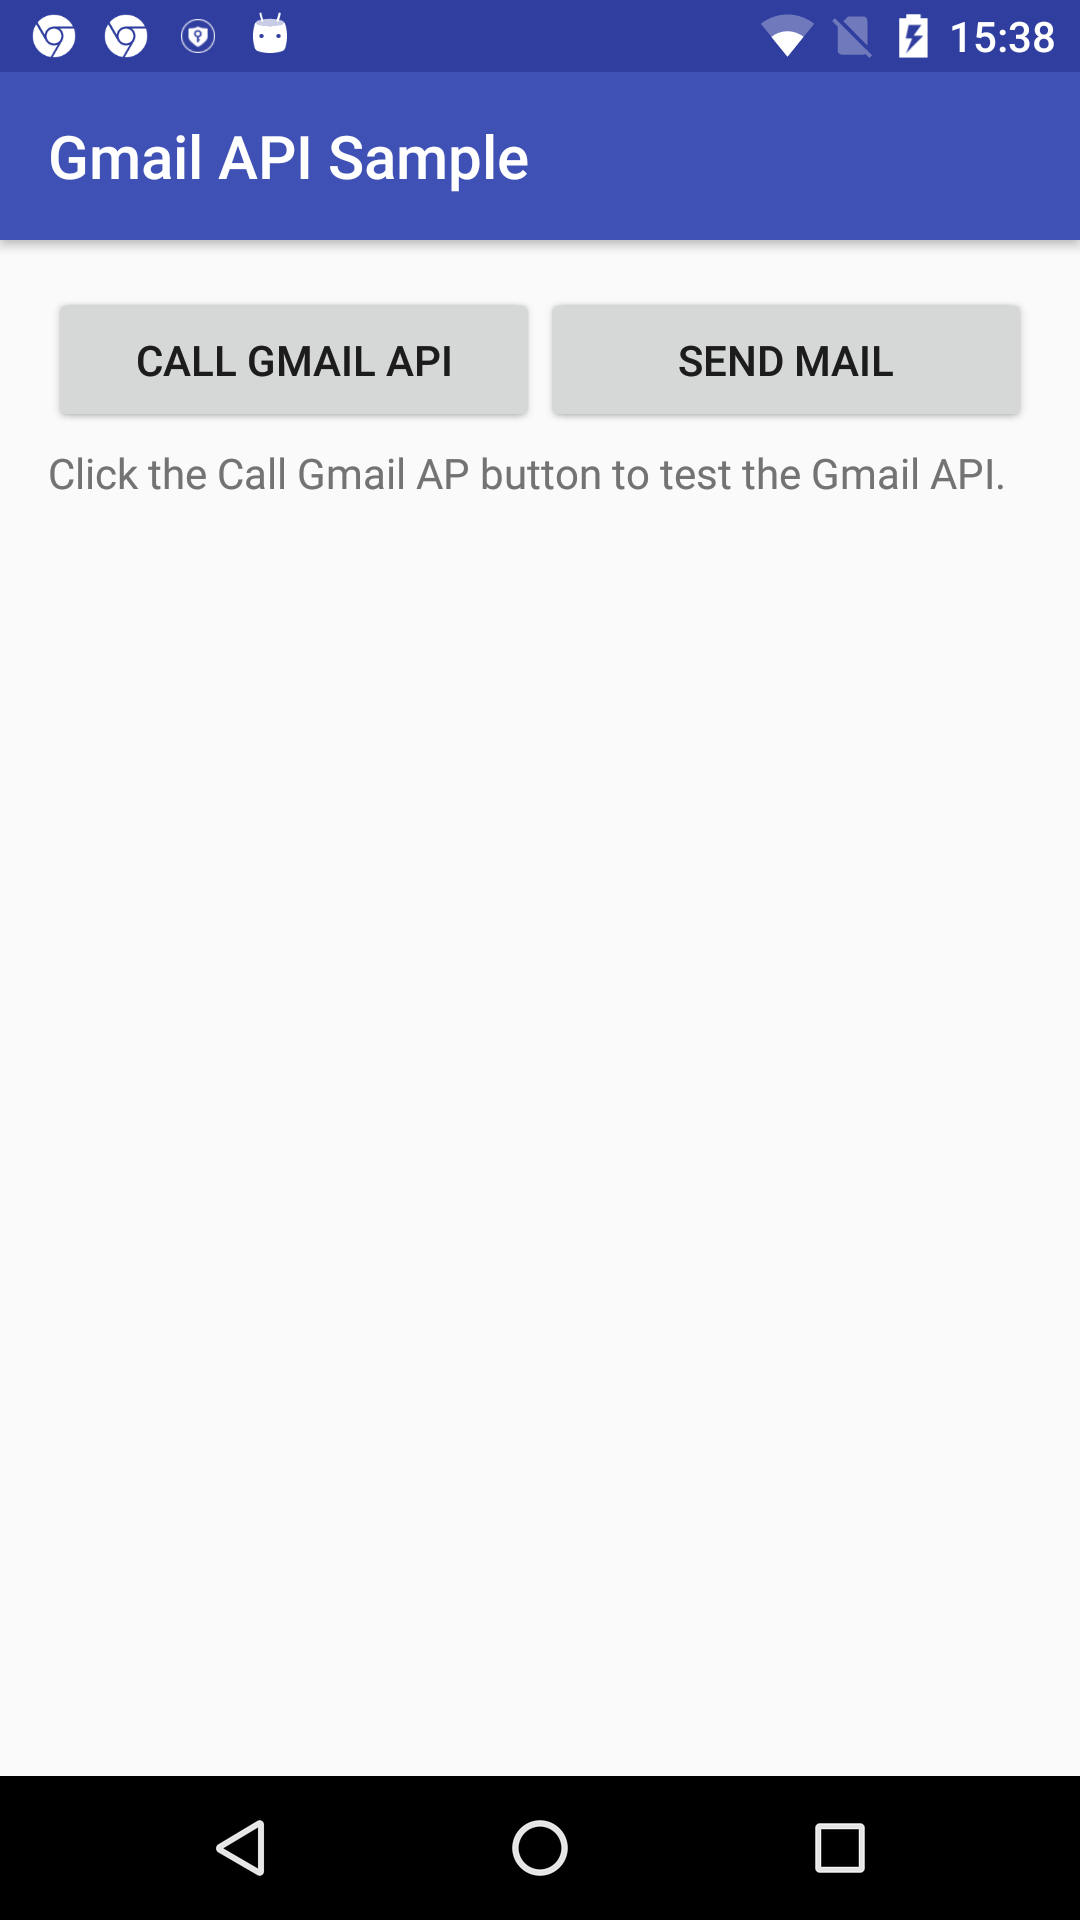 15:38
Gmail API Sample
CALL GMAIL API SEND MAIL
Click the Call Gmail AP button to test the Gmail API.